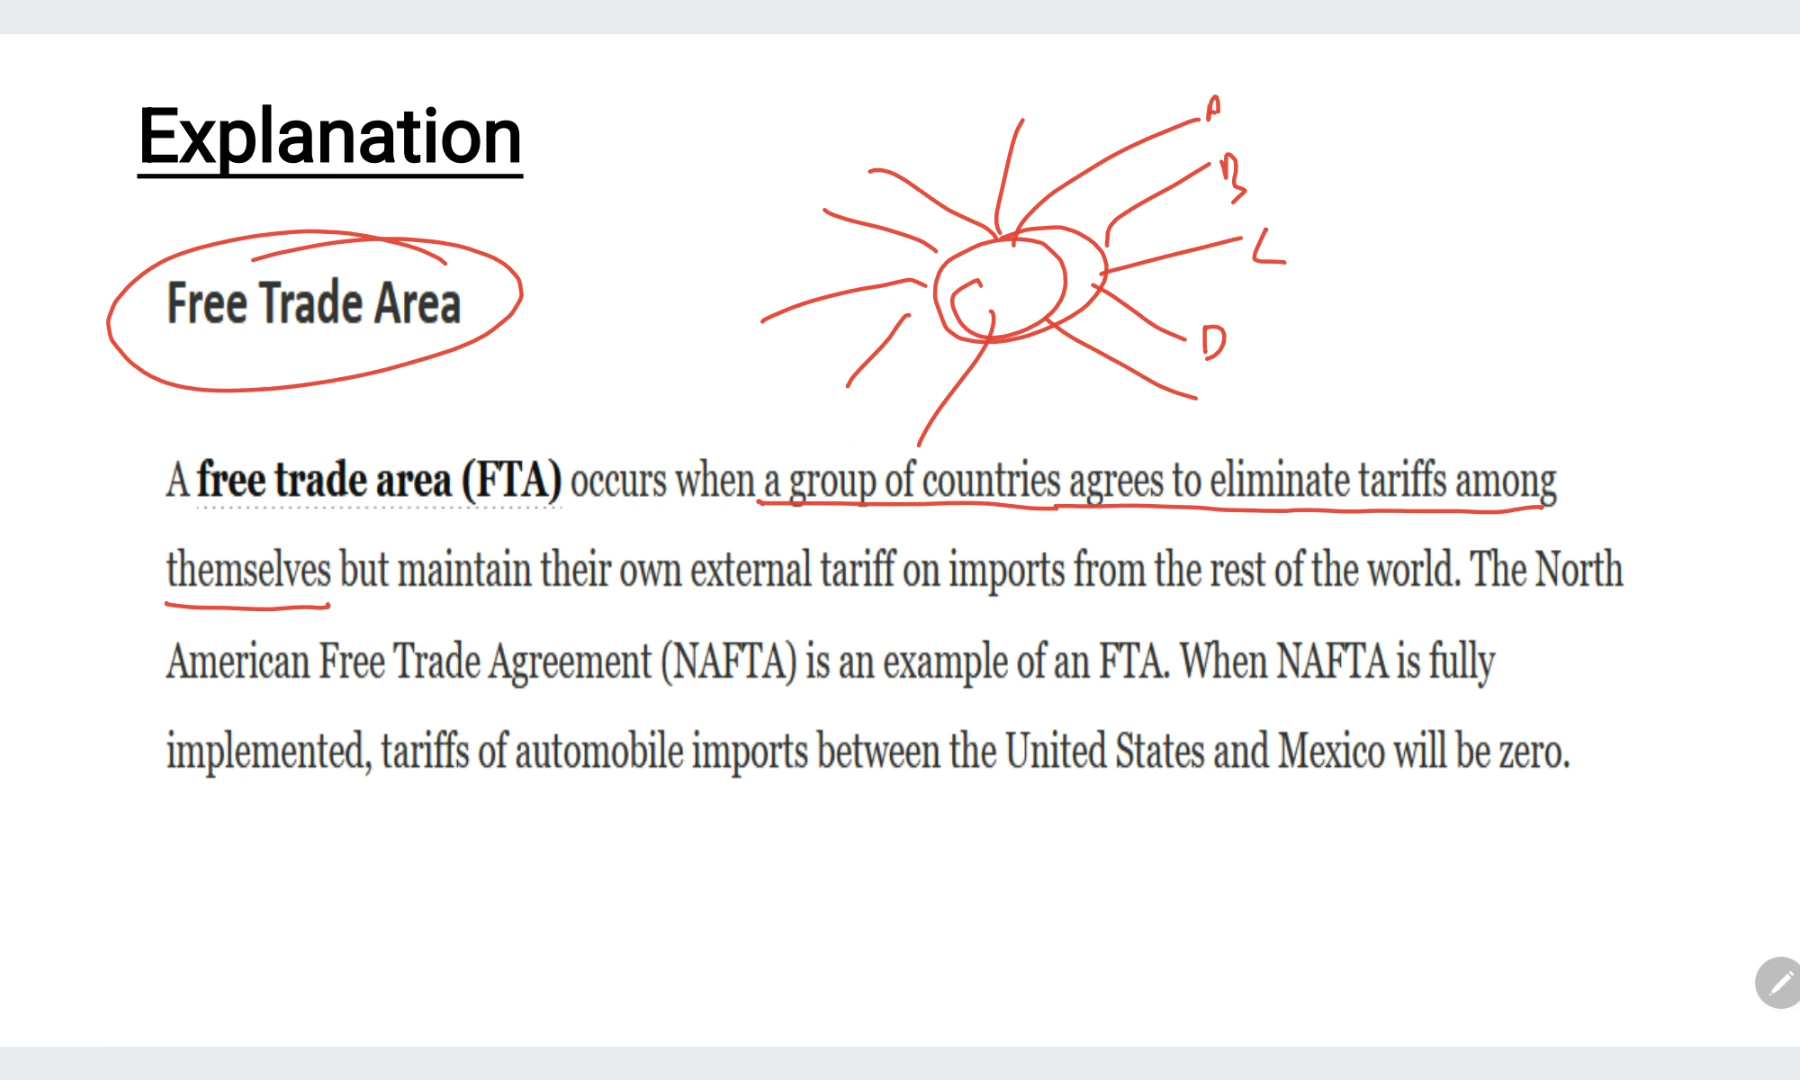 Explanation
A
B
C
D
Free Trade Area
A free trade area (FTA) occurs when a group of countries agrees to eliminate tariffs among
themselves but maintain their own external tariff on imports from the rest of the world. The North
American Free Trade Agreement (NAFTA) is an example of an FTA. When NAFTA is fully
implemented, tariffs of automobile imports between the United States and Mexico will be zero.